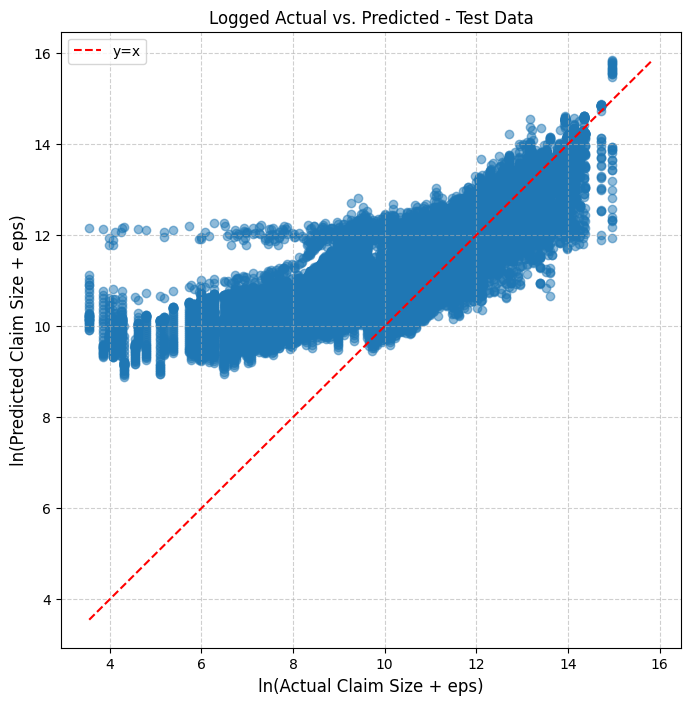 Logged Actual vs. Predicted - Test Data
y=x
ln(Predicted Claim Size + eps)
16
14
12
10
8
6
4
4 6 8 10 12 14 16
ln(Actual Claim Size + eps)